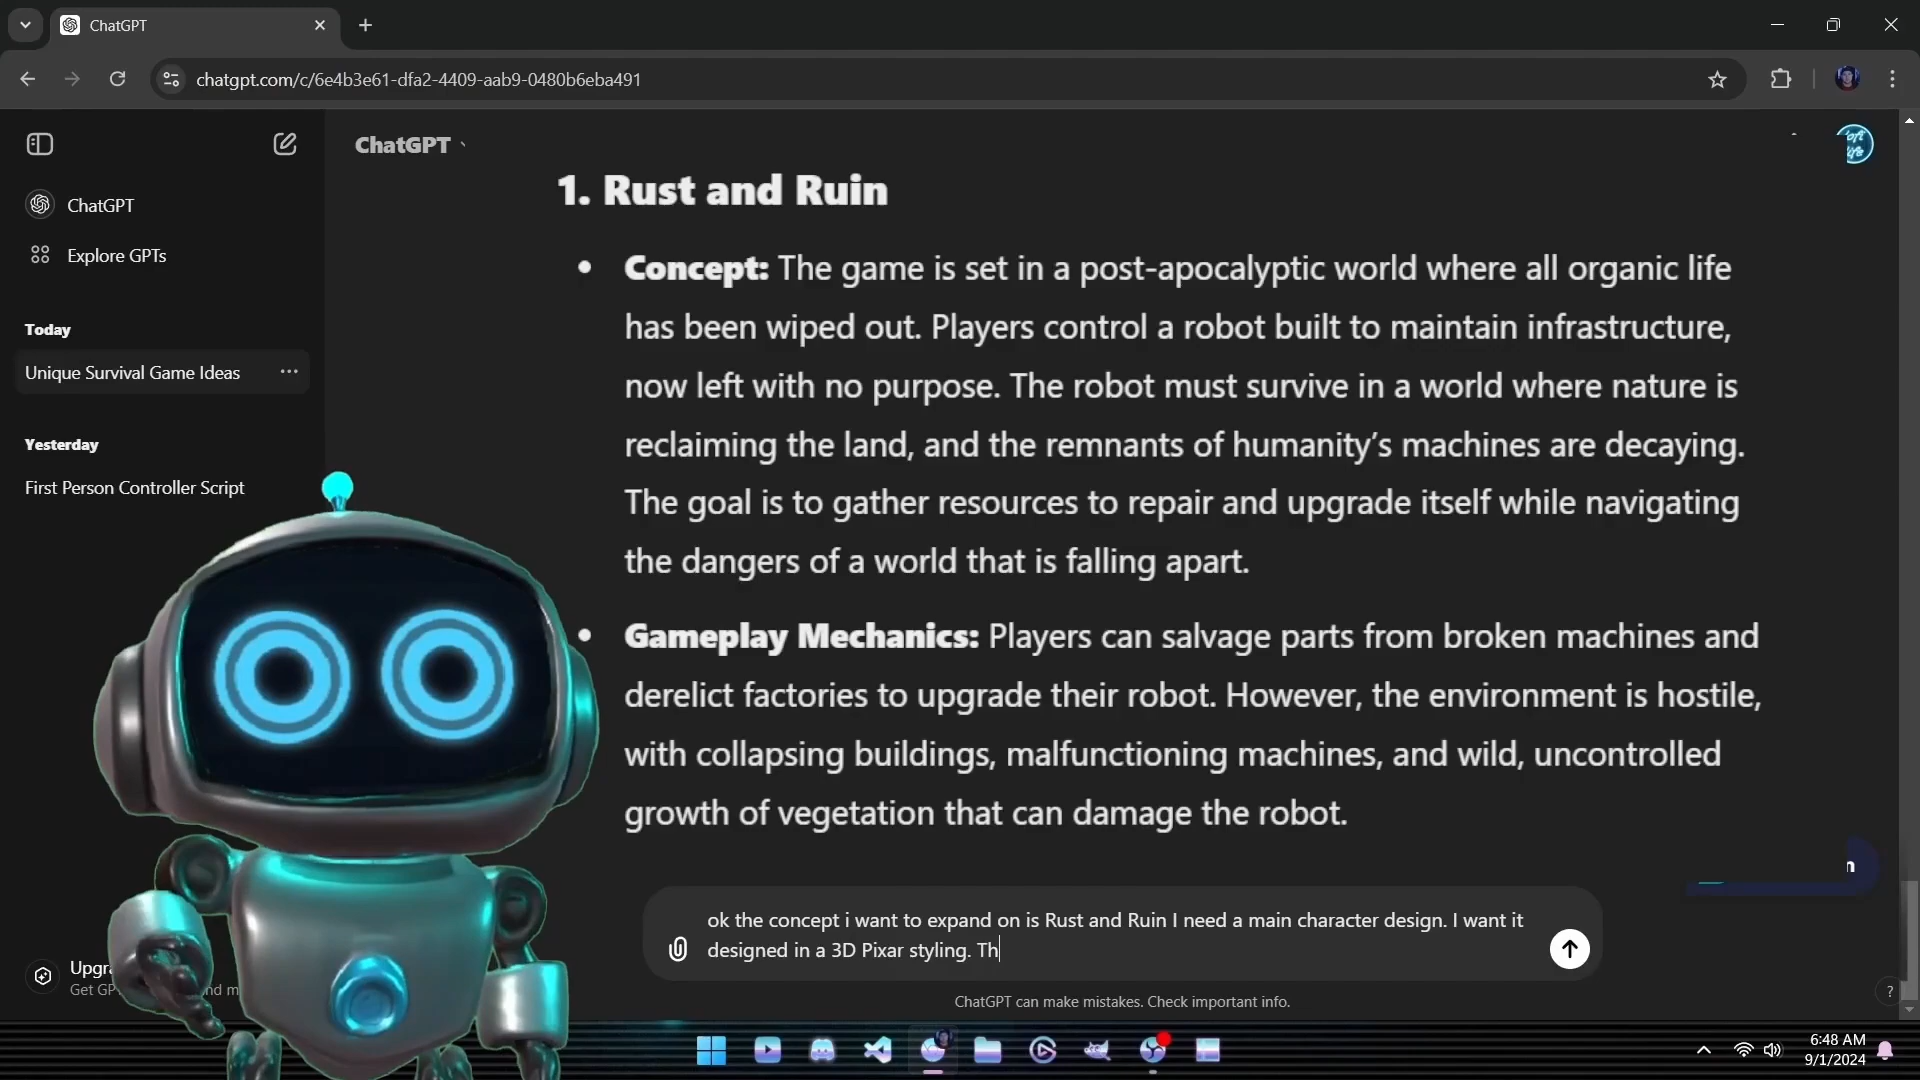 ChatGPT
chatgpt.com/c/6e4b3e61-dfa2-4409-aab9-0480b6eba491
ChatGPT
Explore GPTs
Today
Unique Survival Game Ideas
Yesterday
First Person Controller Script
Get
ChatGPT
1. Rust and Ruin
Concept: The game is set in a post-apocalyptic world where all organic life
has been wiped out. Players control a robot built to maintain infrastructure,
now left with no purpose. The robot must survive in a world where nature is
reclaiming the land, and the remnants of humanity’s machines are decaying.
The goal is to gather resources to repair and upgrade itself while navigating
the dangers of a world that is falling apart.
Gameplay Mechanics: Players can salvage parts from broken machines and
derelict factories to upgrade their robot. However, the environment is hostile,
with collapsing buildings, malfunctioning machines, and wild, uncontrolled
growth of vegetation that can damage the robot.
ok the concept i want to expand on is Rust and Ruin I need a main character design. I want it
designed in a 3D Pixar styling. Th
ChatGPT can make mistakes. Check important info.
?
6:48 AM
9/1/2024